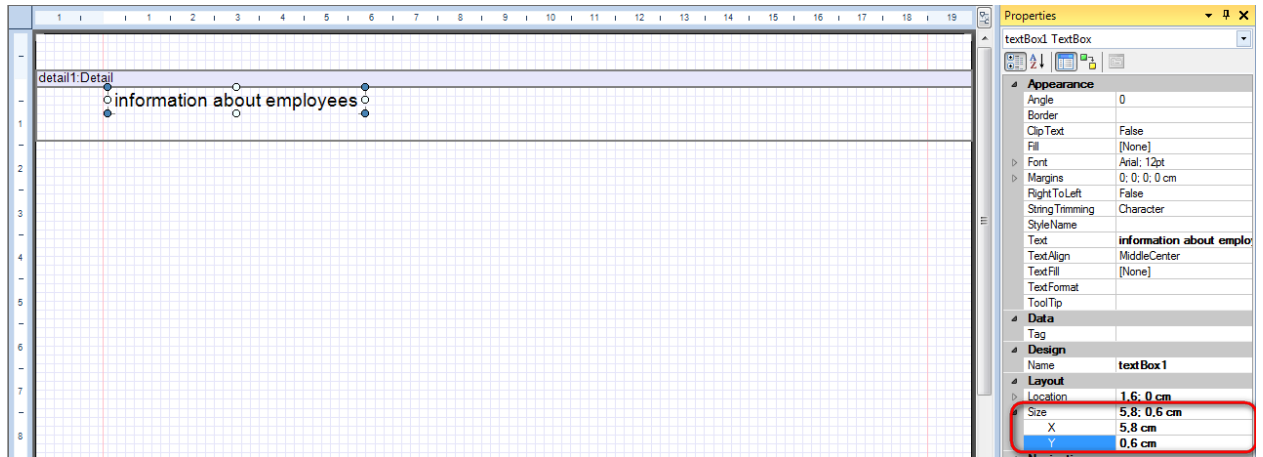 1 1 2 3 4 5 6 7 8 9 10 11 12 13 14 15 16 17 18 19
Properties
textBox1 TextBox
detail1:Detail
information about employees
1
2
3
4
5
6
7
8
Appearance
Angle 0
Border
ClipText False
Fill [None]
Font Arial; 12pt
Margins 0; 0; 0; 0 cm
RightToLeft False
StringTrimming Character
StyleName
Text information about emplo
TextAlign MiddleCenter
TextFill [None]
TextFormat
ToolTip
Data
Tag
Design
Name textBox1
Layout
Location 1,6; 0 cm
Size 5,8; 0,6 cm
X 5,8 cm
Y 0,6 cm